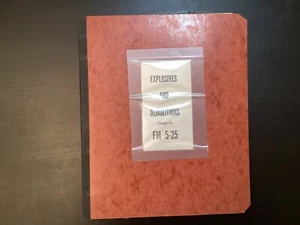 EXPLOSIVES
AND
DEMOLITIONS
FM 5-25